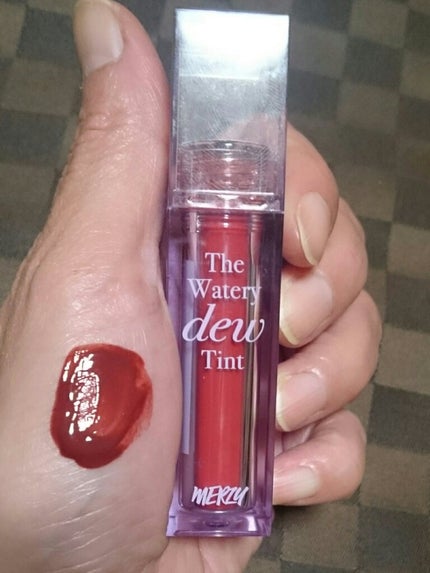 The
Watery
dew
Tint
MERZY